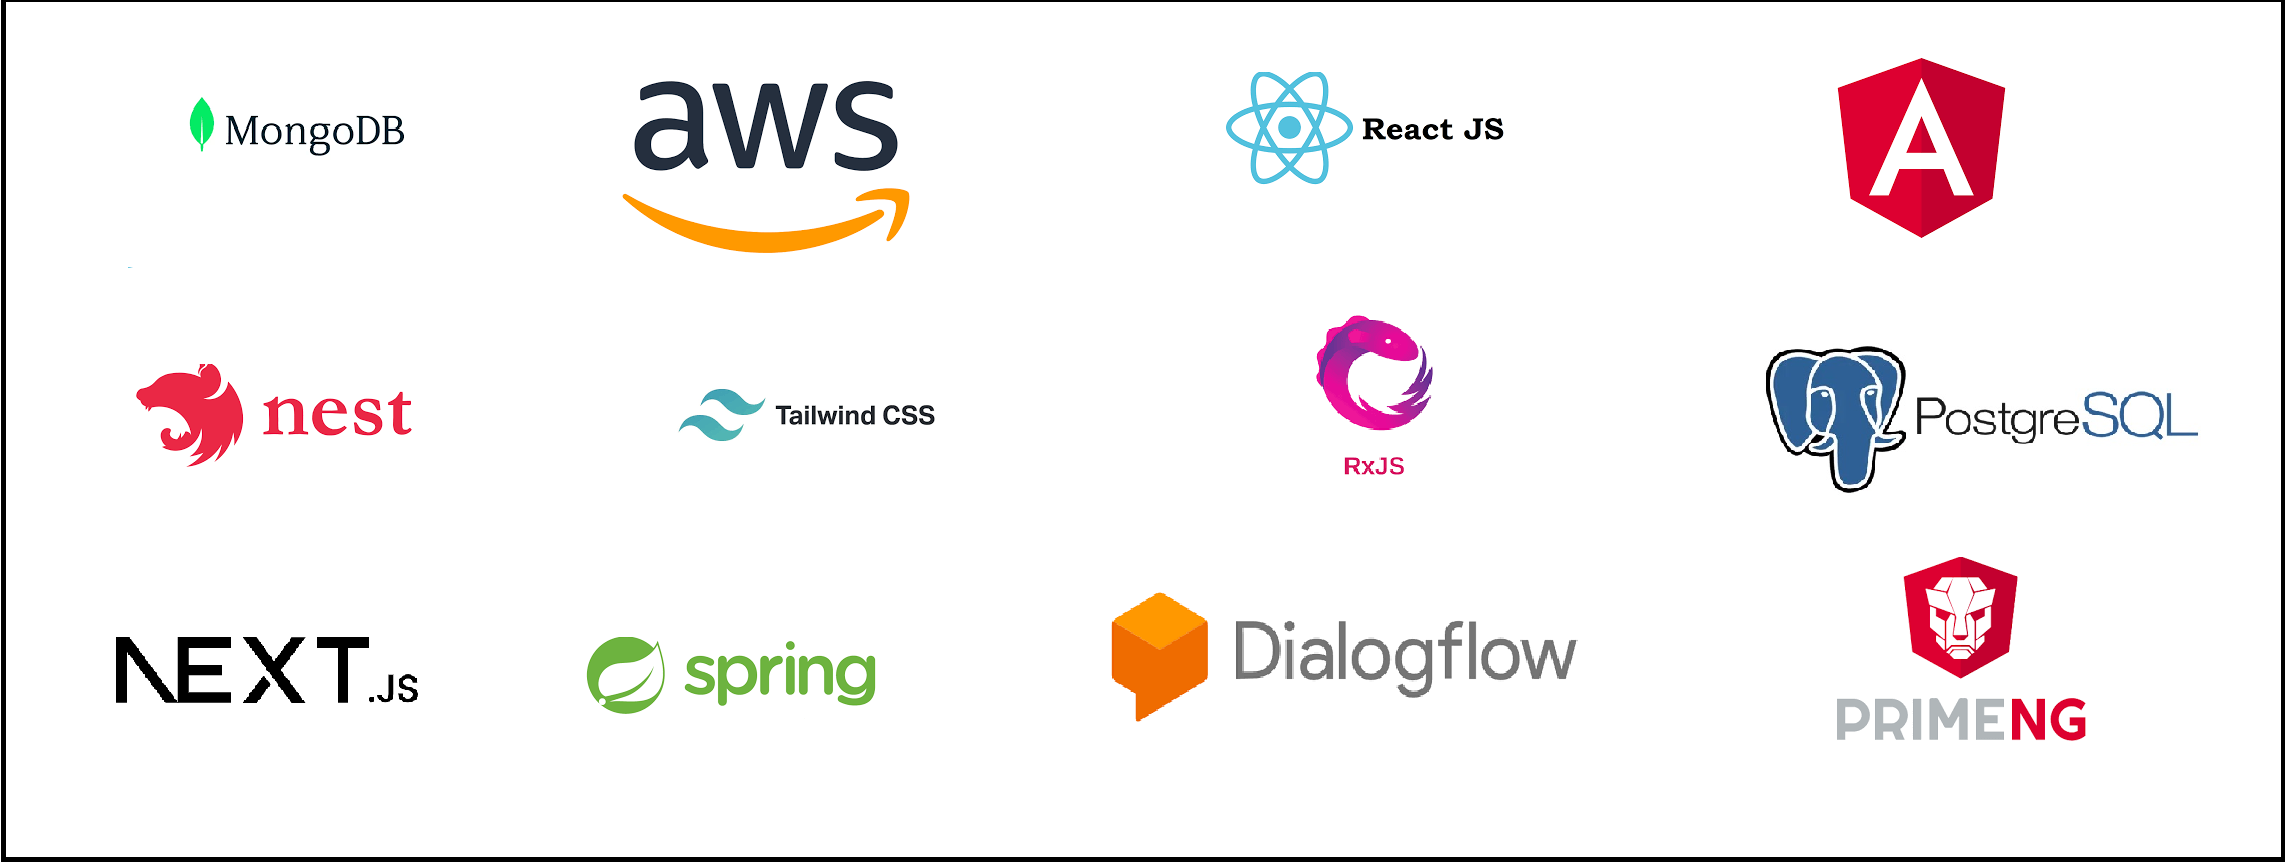 MongoDB
aws
React JS
A
nest
Tailwind CSS
RxJS
PostgreSQL
NEXT.JS
spring
Dialogflow
PRIMENG